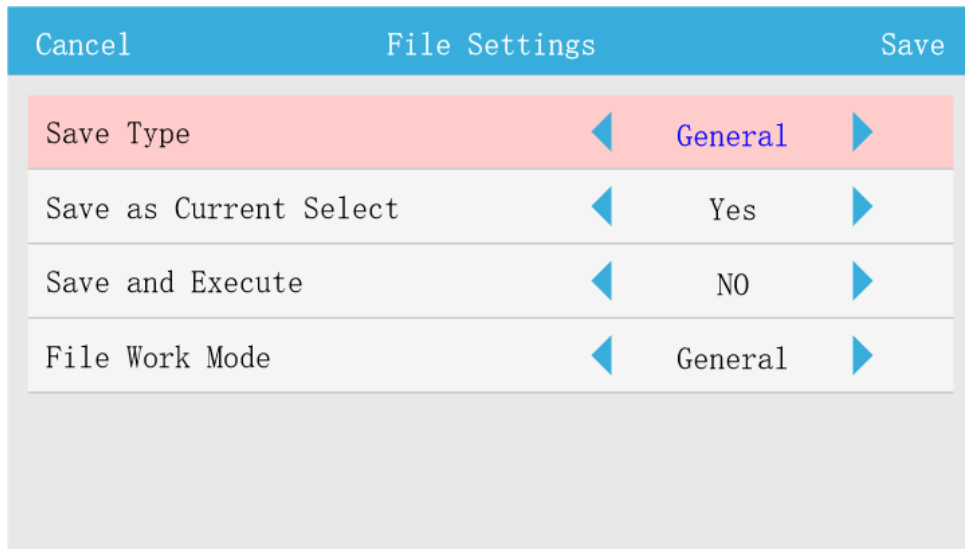 Cancel File Settings Save
Save Type General
Save as Current Select Yes
Save and Execute NO
File Work Mode General